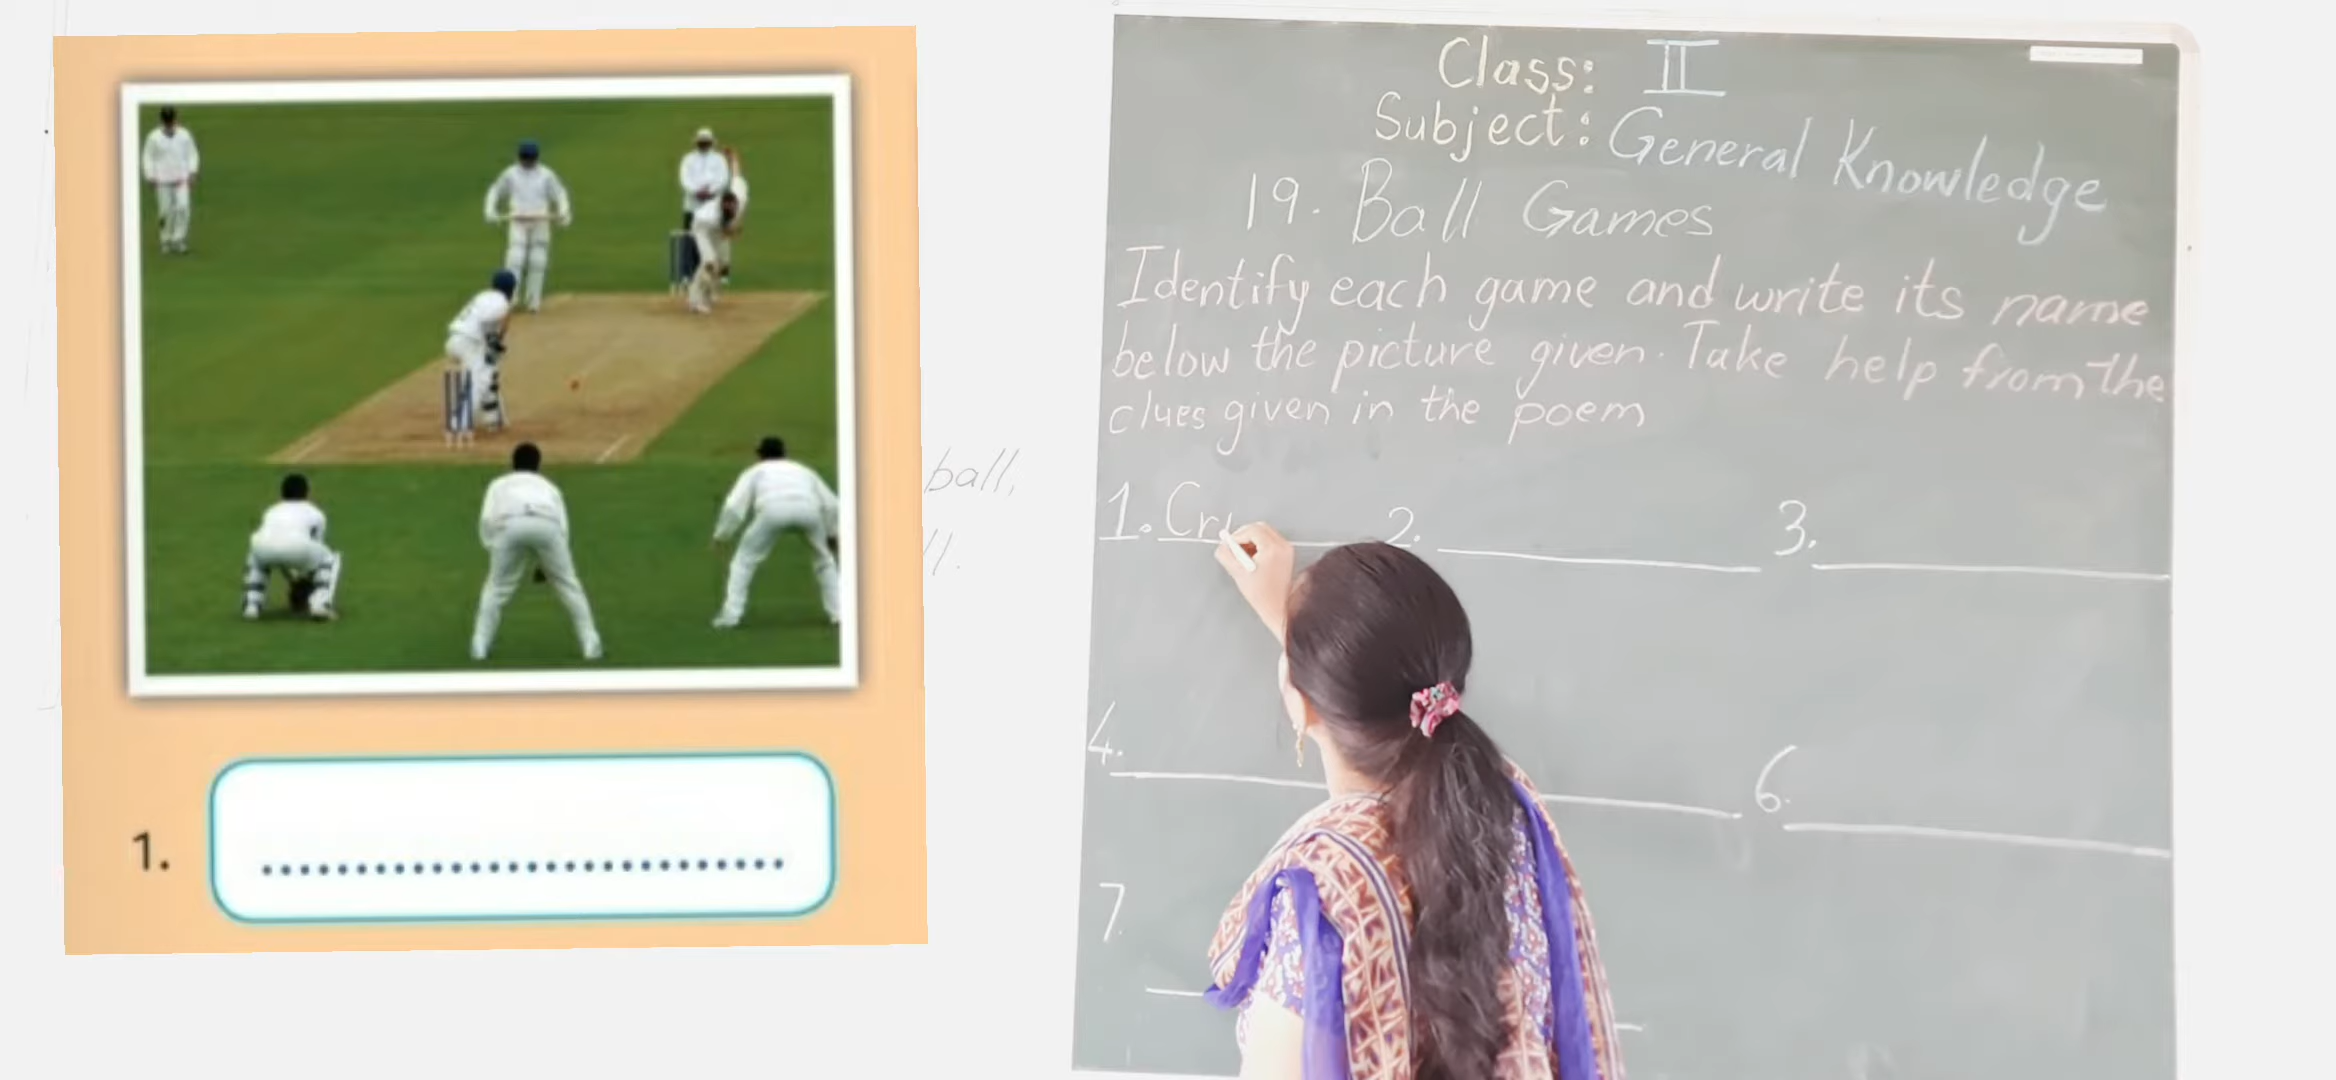 1. ..............................
ball,
ll.
Class: II
Subject: General Knowledge
19. Ball Games
Identify each game and write its name
below the picture given. Take help from the
clues given in the poem
1. Cri 2. 3.
4. 6.
7.